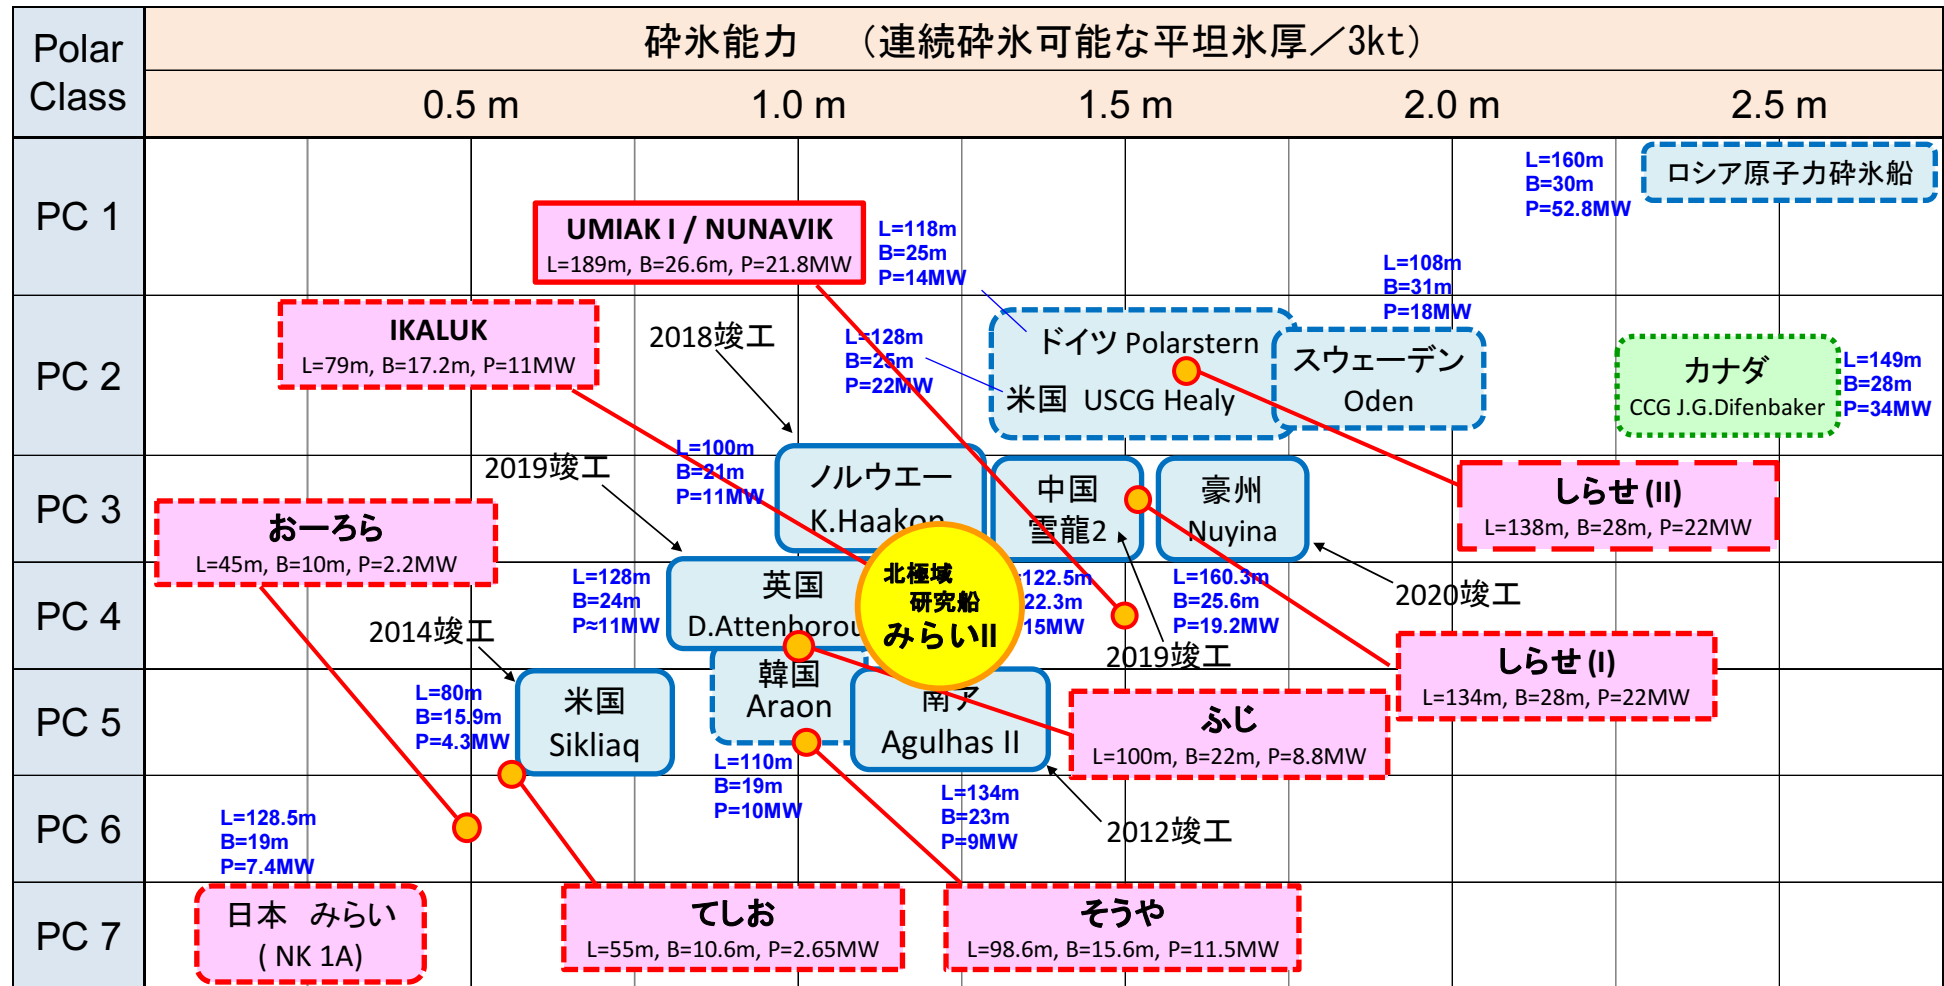 Polar
Class
砕氷能力 （連続砕氷可能な平坦氷厚／3kt）
0.5 m 1.0 m 1.5 m 2.0 m 2.5 m
PC 1
L=160m
B=30m
P=52.8MW
ロシア原子力砕氷船
UMIAK I / NUNAVIK
L=189m, B=26.6m, P=21.8MW
L=118m
B=25m
P=14MW
L=108m
B=31m
P=18MW
PC 2
IKALUK
L=79m, B=17.2m, P=11MW
2018竣工
L=128m
B=25m
P=22MW
ドイツ Polarstern
米国 USCG Healy
スウェーデン
Oden
カナダ
CCG J.G.Difenbaker
L=149m
B=28m
P=34MW
PC 3
2019竣工
L=100m
B=21m
P=11MW
ノルウエー
K.Haakon
中国
雪龍2
豪州
Nuyina
しらせ (II)
L=138m, B=28m, P=22MW
おーろら
L=45m, B=10m, P=2.2MW
PC 4
L=128m
B=24m
P≈11MW
英国
D.Attenborou
北極域
研究船
みらいII
122.5m
22.3m
15MW
L=160.3m
B=25.6m
P=19.2MW
2020竣工
2014竣工
2019竣工
しらせ (I)
L=134m, B=28m, P=22MW
PC 5
L=80m
B=15.9m
P=4.3MW
米国
Sikliaq
韓国
Araon
南ア
Agulhas II
ふじ
L=100m, B=22m, P=8.8MW
L=110m
B=19m
P=10MW
PC 6
L=128.5m
B=19m
P=7.4MW
L=134m
B=23m
P=9MW
2012竣工
PC 7
日本 みらい
( NK 1A)
てしお
L=55m, B=10.6m, P=2.65MW
そうや
L=98.6m, B=15.6m, P=11.5MW